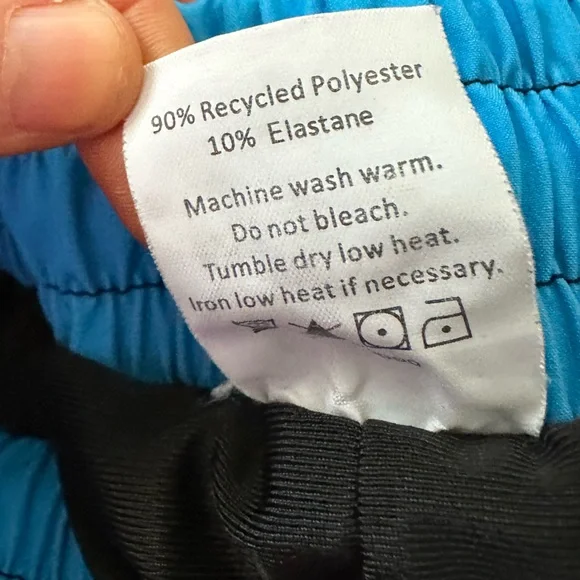 90% Recycled Polyester
10% Elastane
Machine wash warm.
Do not bleach.
Tumble dry low heat.
Iron low heat if necessary.